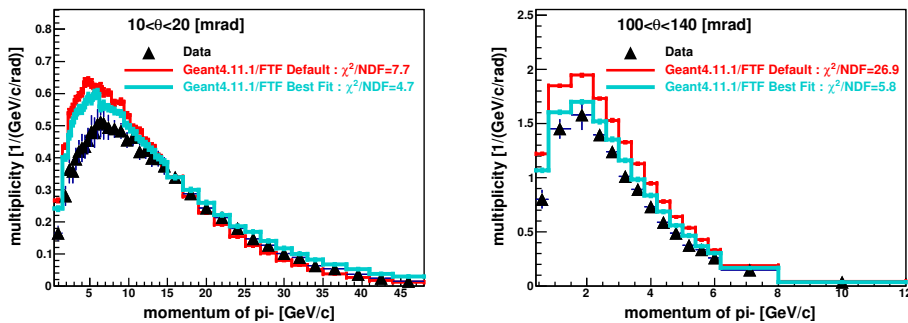 10<θ<20 [mrad]
Data
Geant4.11.1/FTF Default : χ²/NDF=7.7
Geant4.11.1/FTF Best Fit : χ²/NDF=4.7
multiplicity [1/(GeV/c/rad)]
0.8
0.7
0.6
0.5
0.4
0.3
0.2
0.1
0
5 10 15 20 25 30 35 40 45
momentum of pi- [GeV/c]
100<θ<140 [mrad]
Data
Geant4.11.1/FTF Default : χ²/NDF=26.9
Geant4.11.1/FTF Best Fit : χ²/NDF=5.8
multiplicity [1/(GeV/c/rad)]
2.5
2
1.5
1
0.5
0
2 4 6 8 10 12
momentum of pi- [GeV/c]